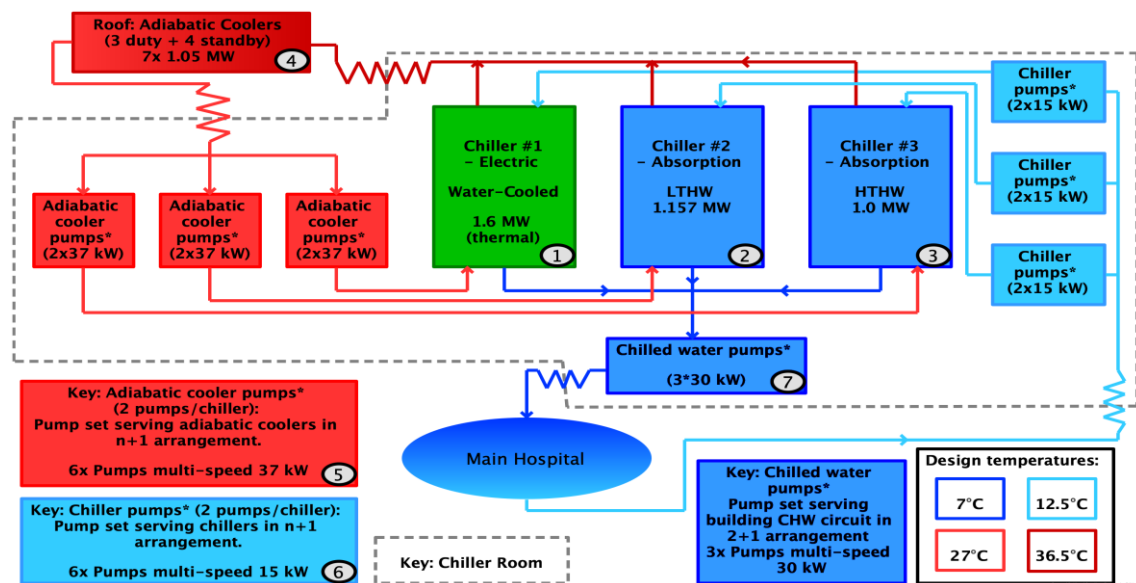 Roof: Adiabatic Coolers
(3 duty + 4 standby)
7x 1.05 MW
4
Chiller
pumps*
(2x15 kW)
Chiller #1
– Electric
Water-Cooled
1.6 MW
(thermal)
1
Chiller #2
– Absorption
LTHW
1.157 MW
2
Chiller #3
– Absorption
HTHW
1.0 MW
3
Chiller
pumps*
(2x15 kW)
Adiabatic
cooler
pumps*
(2x37 kW)
Adiabatic
cooler
pumps*
(2x37 kW)
Adiabatic
cooler
pumps*
(2x37 kW)
Chiller
pumps*
(2x15 kW)
Chilled water pumps*
(3*30 kW)
7
Key: Adiabatic cooler pumps*
(2 pumps/chiller):
Pump set serving adiabatic coolers in
n+1 arrangement.
6x Pumps multi-speed 37 kW
5
Main Hospital
Key: Chilled water
pumps*
Pump set serving
building CHW circuit in
2+1 arrangement
3x Pumps multi-speed
30 kW
Design temperatures:
7°C
12.5°C
27°C
36.5°C
Key: Chiller pumps* (2 pumps/chiller):
Pump set serving chillers in n+1
arrangement.
6x Pumps multi-speed 15 kW
6
Key: Chiller Room